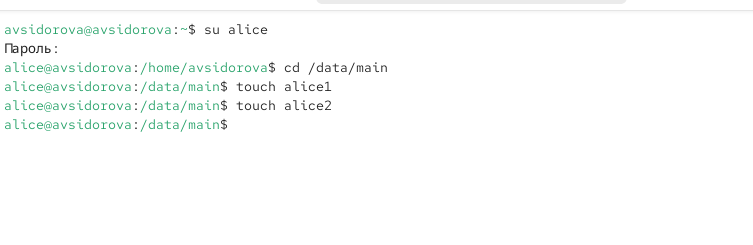 avsidorova@avsidorova:~$ su alice
Пароль:
alice@avsidorova:/home/avsidorova$ cd /data/main
alice@avsidorova:/data/main$ touch alice1
alice@avsidorova:/data/main$ touch alice2
alice@avsidorova:/data/main$